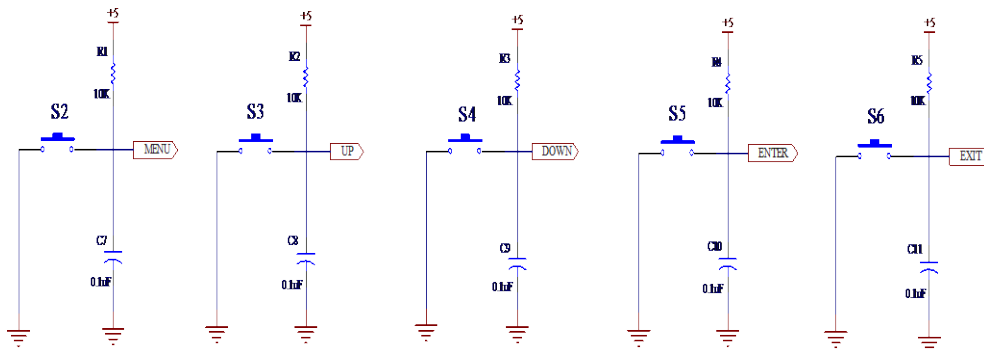 +5
R1
10K
S2
MENU
C7
0.1uF
+5
R2
10K
S3
UP
C8
0.1uF
+5
R3
10K
S4
DOWN
C9
0.1uF
+5
R4
10K
S5
ENTER
C10
0.1uF
+5
R5
10K
S6
EXIT
C11
0.1uF